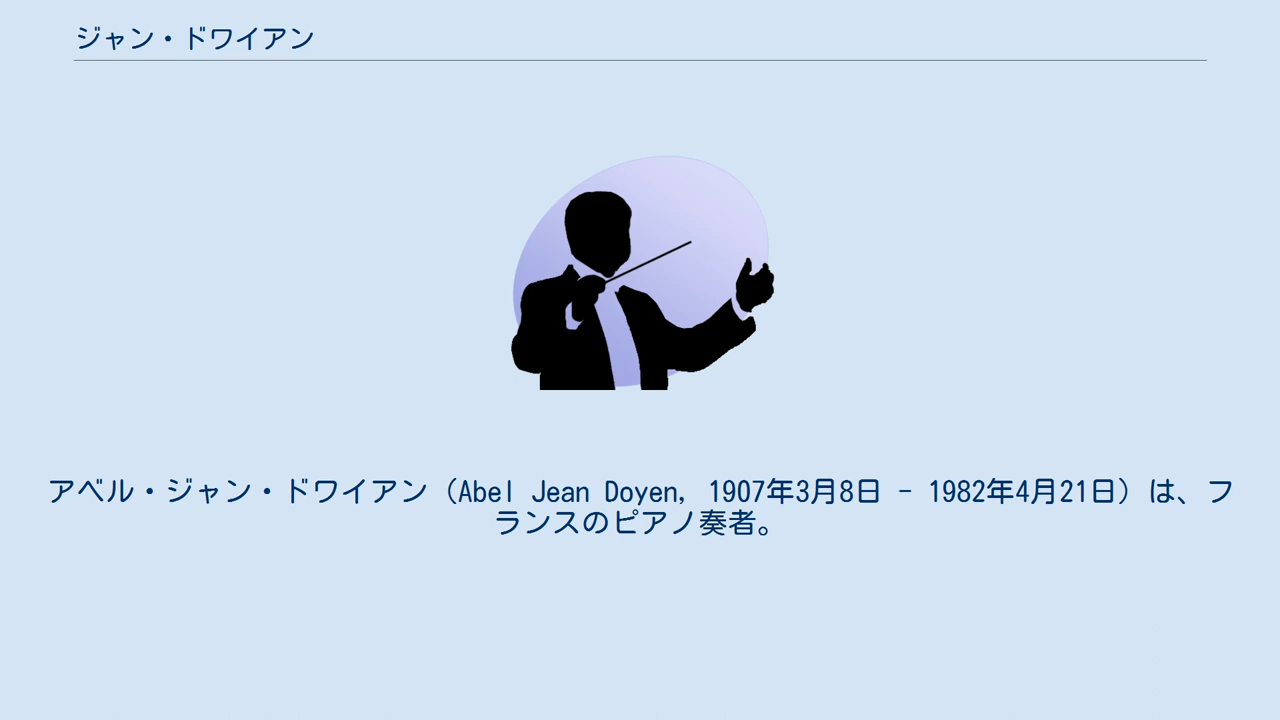 ジャン・ドワイアン
アベル・ジャン・ドワイアン（Abel Jean Doyen, 1907年3月8日 - 1982年4月21日）は、フ
ランスのピアノ奏者。